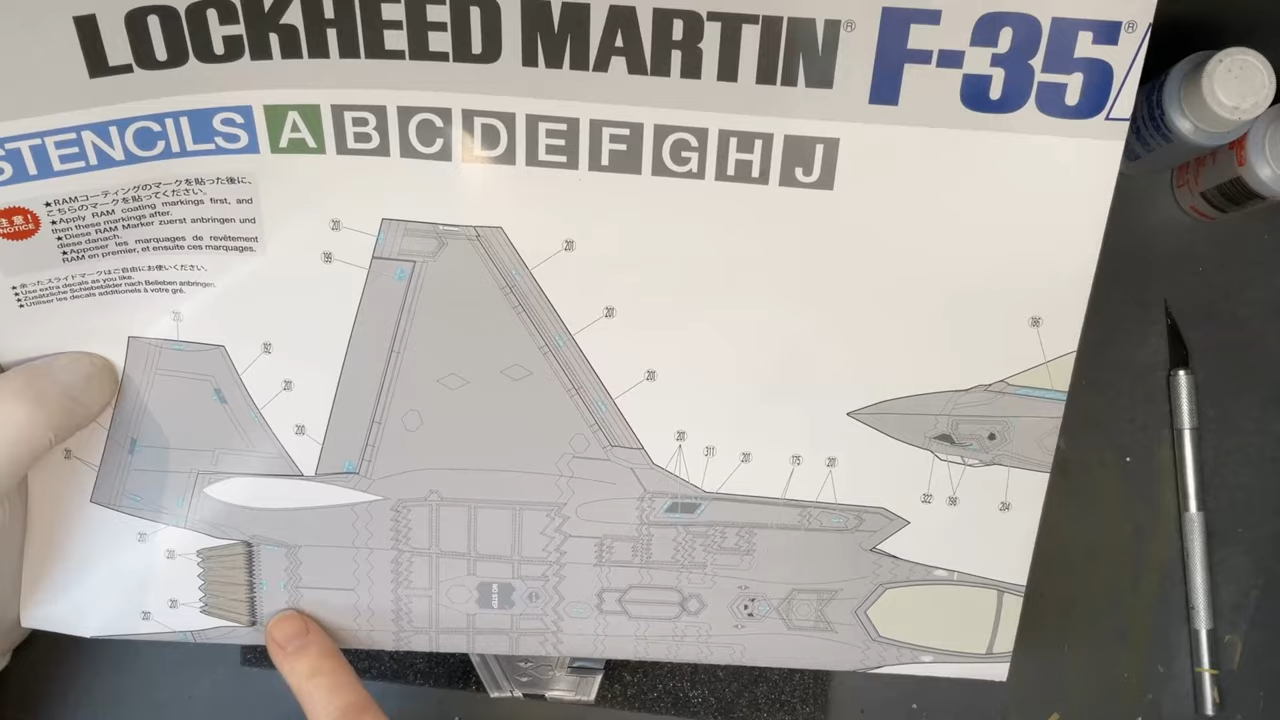 LOCKHEED MARTIN® F-35®
STENCILS A B C D E F G H J
注意!
NOTICE
★RAMコーティングのマークを貼った後に、
こちらのマークを貼ってください。
★Apply RAM coating markings first, and
then these markings after.
★Diese RAM Marker zuerst anbringen und
diese danach.
★Apposer les marquages de revêtement
RAM en premier, et ensuite ces marquages.
★余ったスライドマークはご自由にお使いください。
★Use extra decals as you like.
★Zusätzliche Schiebebilder nach Belieben anbringen.
★Utiliser les decals additionels à votre gré.
201
199
201
201
201
192
201
200
201
201
311
201
175
201
186
322
198
204
201
201
207
NO STEP